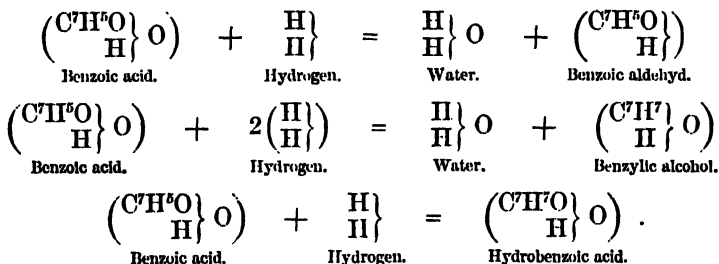 (C⁷H⁵O H} O) + H H} = H H} O + (C⁷H⁵O H})
Benzoic acid. Hydrogen. Water. Benzoic aldehyd.
(C⁷H⁵O H} O) + 2(H H}) = H H} O + (C⁷H⁷ H} O)
Benzoic acid. Hydrogen. Water. Benzylic alcohol.
(C⁷H⁵O H} O) + H H} = (C⁷H⁷O H} O) .
Benzoic acid. Hydrogen. Hydrobenzoic acid.